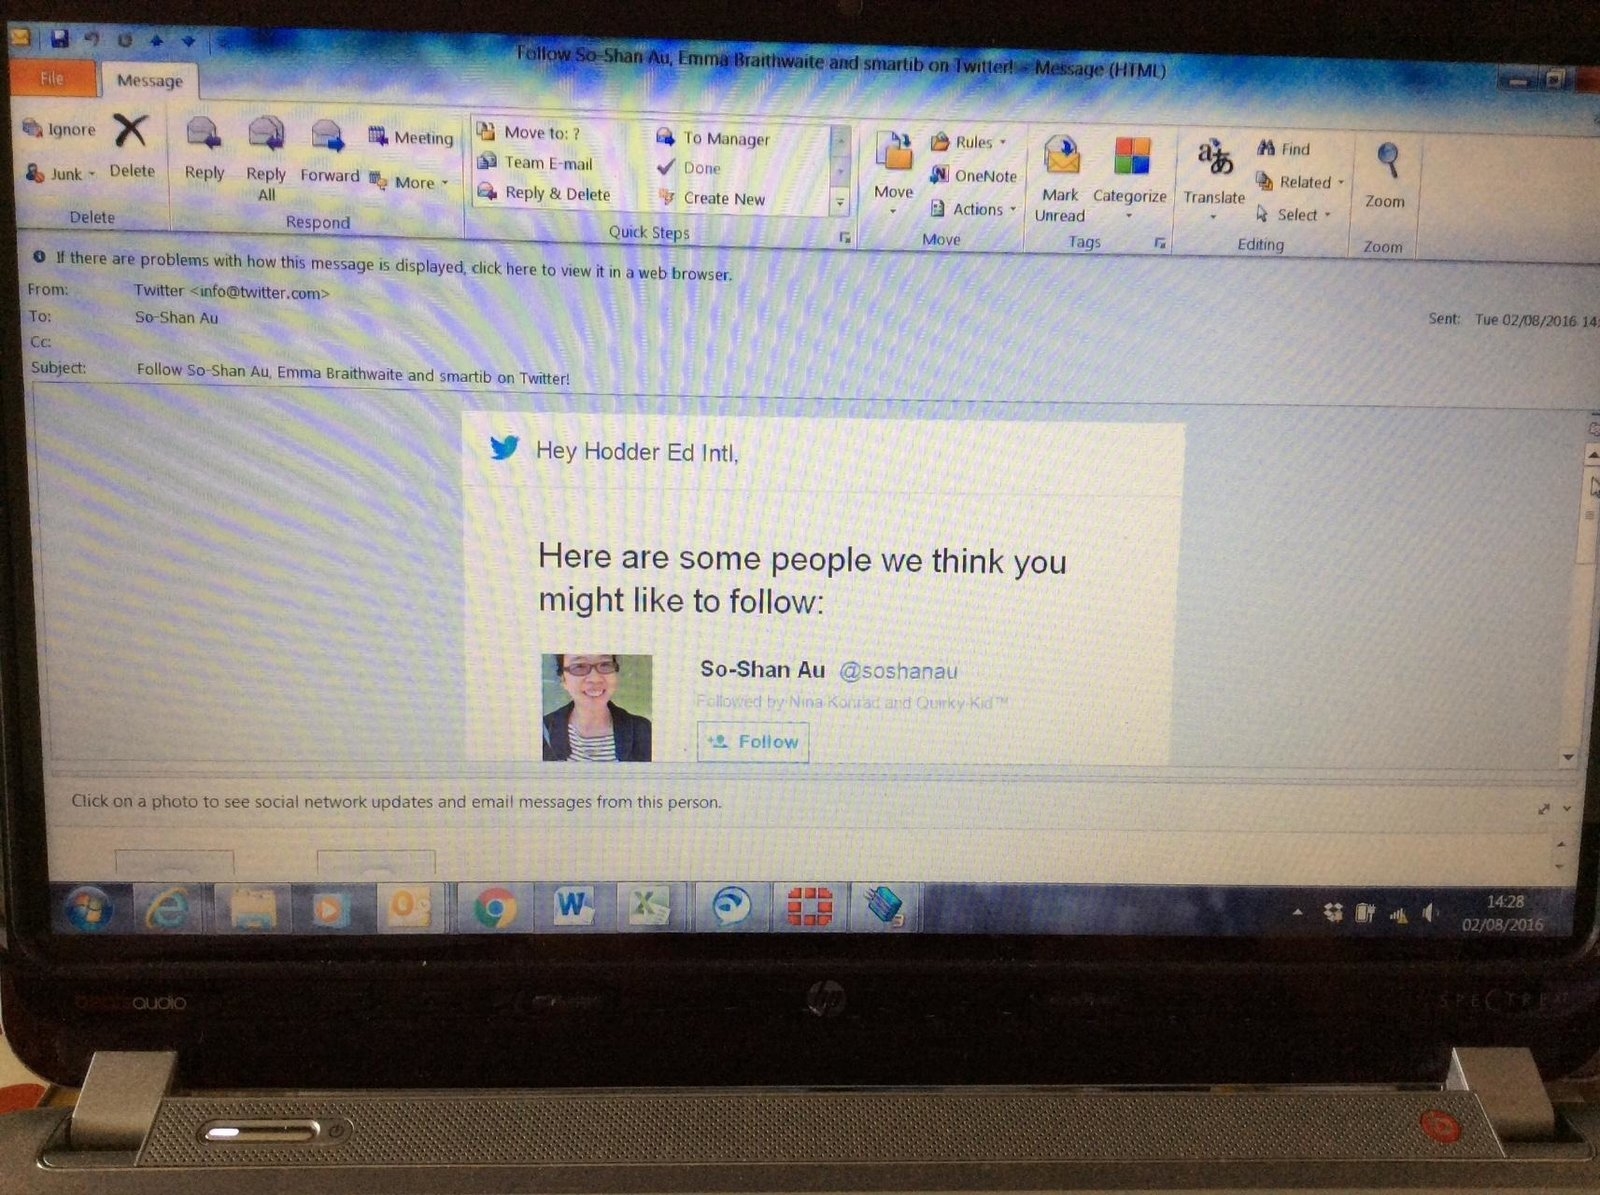 Follow So-Shan Au, Emma Braithwaite and smartib on Twitter! - Message (HTML)
File Message
Ignore
Junk
Delete
Delete
Reply
Reply All
Forward
Meeting
More
Respond
Move to: ?
Team E-mail
Reply & Delete
To Manager
Done
Create New
Quick Steps
Move
Rules
OneNote
Actions
Move
Mark Unread
Categorize
Tags
Translate
Find
Related
Select
Editing
Zoom
Zoom
If there are problems with how this message is displayed, click here to view it in a web browser.
From: Twitter <info@twitter.com>
To: So-Shan Au
Sent: Tue 02/08/2016 14:
Cc:
Subject: Follow So-Shan Au, Emma Braithwaite and smartib on Twitter!
Hey Hodder Ed Intl,
Here are some people we think you
might like to follow:
So-Shan Au @soshanau
Followed by Nina Konrad and Quirky Kid™
Follow
Click on a photo to see social network updates and email messages from this person.
14:28
02/08/2016
beats audio
hp
SPECTRE XT